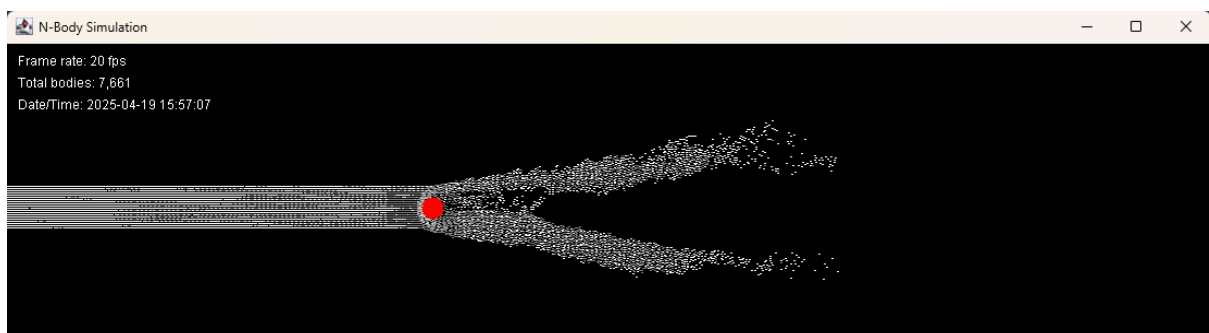 N-Body Simulation
Frame rate: 20 fps
Total bodies: 7,661
Date/Time: 2025-04-19 15:57:07